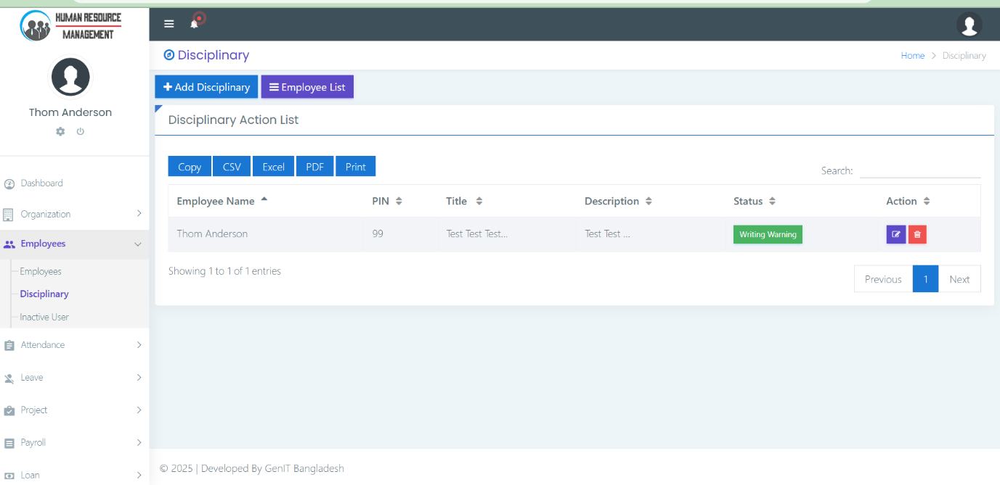 HUMAN RESOURCE
MANAGEMENT
Thom Anderson
Dashboard
Organization
Employees
Employees
Disciplinary
Inactive User
Attendance
Leave
Project
Payroll
Loan
Disciplinary
Home > Disciplinary
Add Disciplinary Employee List
Disciplinary Action List
Copy CSV Excel PDF Print
Search:
Employee Name PIN Title Description Status Action
Thom Anderson 99 Test Test Test... Test Test ... Writing Warning
Showing 1 to 1 of 1 entries
Previous 1 Next
© 2025 | Developed By GenIT Bangladesh